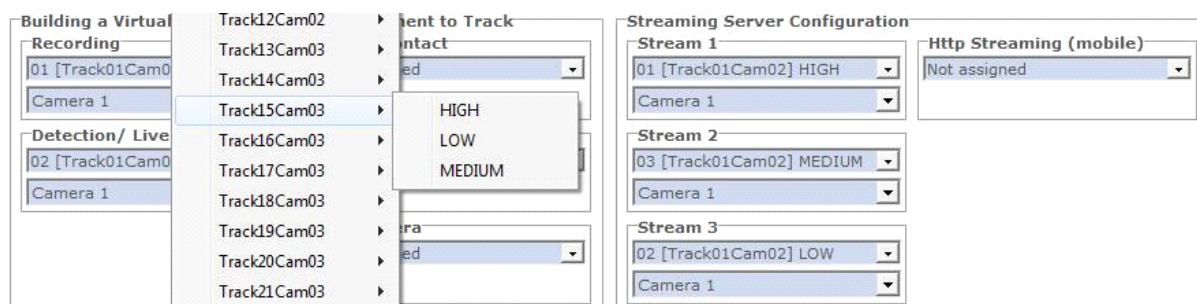 Building a Virtual
Recording
01 [Track01Cam0
Camera 1
Detection/ Live
02 [Track01Cam0
Camera 1
Track12Cam02
Track13Cam03
Track14Cam03
Track15Cam03
Track16Cam03
Track17Cam03
Track18Cam03
Track19Cam03
Track20Cam03
Track21Cam03
HIGH
LOW
MEDIUM
ment to Track
ontact
ed
era
ed
Streaming Server Configuration
Stream 1
01 [Track01Cam02] HIGH
Camera 1
Stream 2
03 [Track01Cam02] MEDIUM
Camera 1
Stream 3
02 [Track01Cam02] LOW
Camera 1
Http Streaming (mobile)
Not assigned